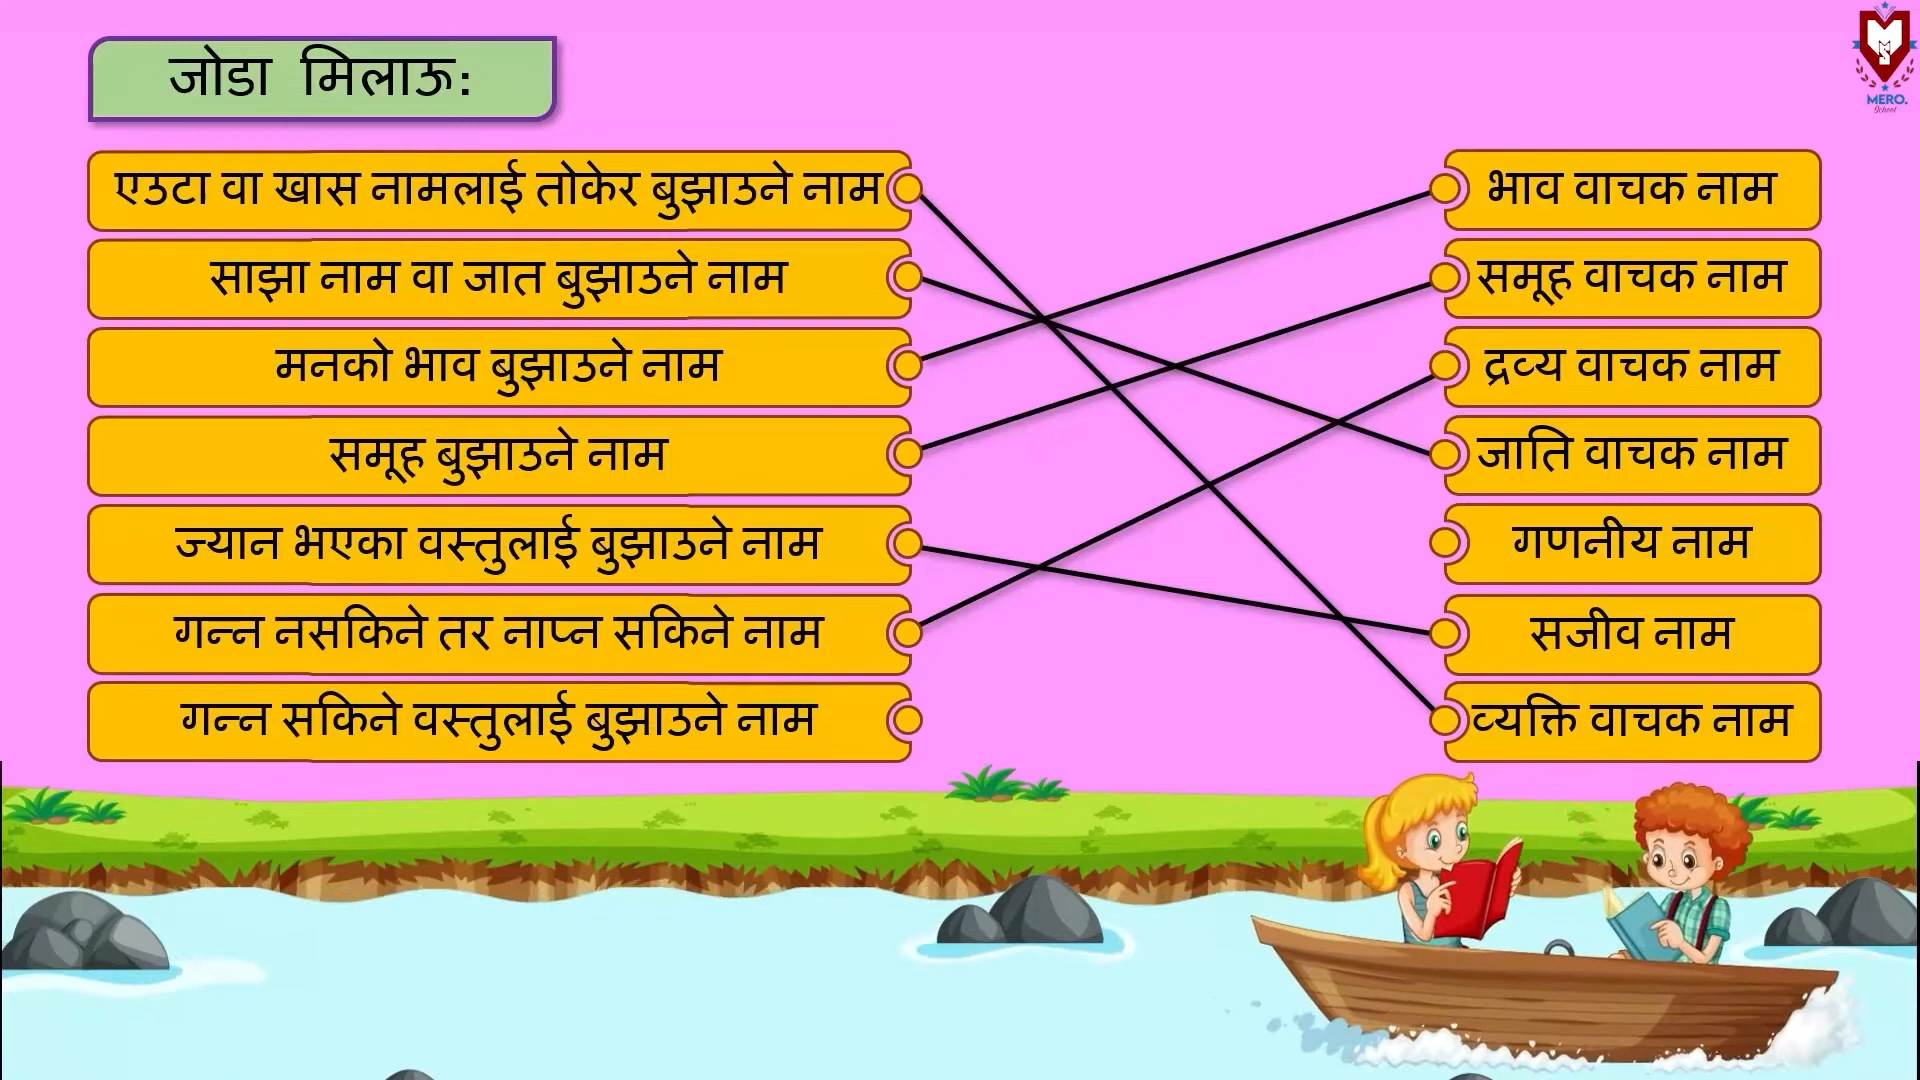 जोडा मिलाऊ:
एउटा वा खास नामलाई तोकेर बुझाउने नाम
भाव वाचक नाम
साझा नाम वा जात बुझाउने नाम
समूह वाचक नाम
मनको भाव बुझाउने नाम
द्रव्य वाचक नाम
समूह बुझाउने नाम
जाति वाचक नाम
ज्यान भएका वस्तुलाई बुझाउने नाम
गणनीय नाम
गन्न नसकिने तर नाप्न सकिने नाम
सजीव नाम
गन्न सकिने वस्तुलाई बुझाउने नाम
व्यक्ति वाचक नाम
MERO.
School